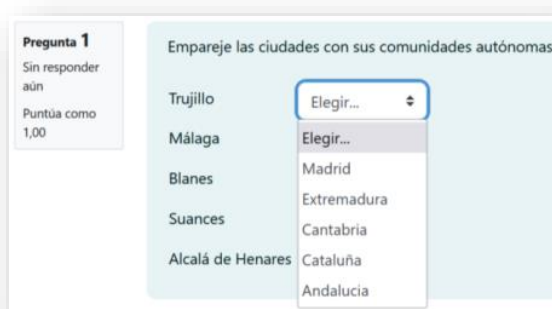 Pregunta 1
Sin responder
aún
Puntúa como
1,00
Empareje las ciudades con sus comunidades autónomas
Trujillo
Elegir...
Málaga
Elegir...
Blanes
Madrid
Extremadura
Suances
Cantabria
Alcalá de Henares
Cataluña
Andalucia